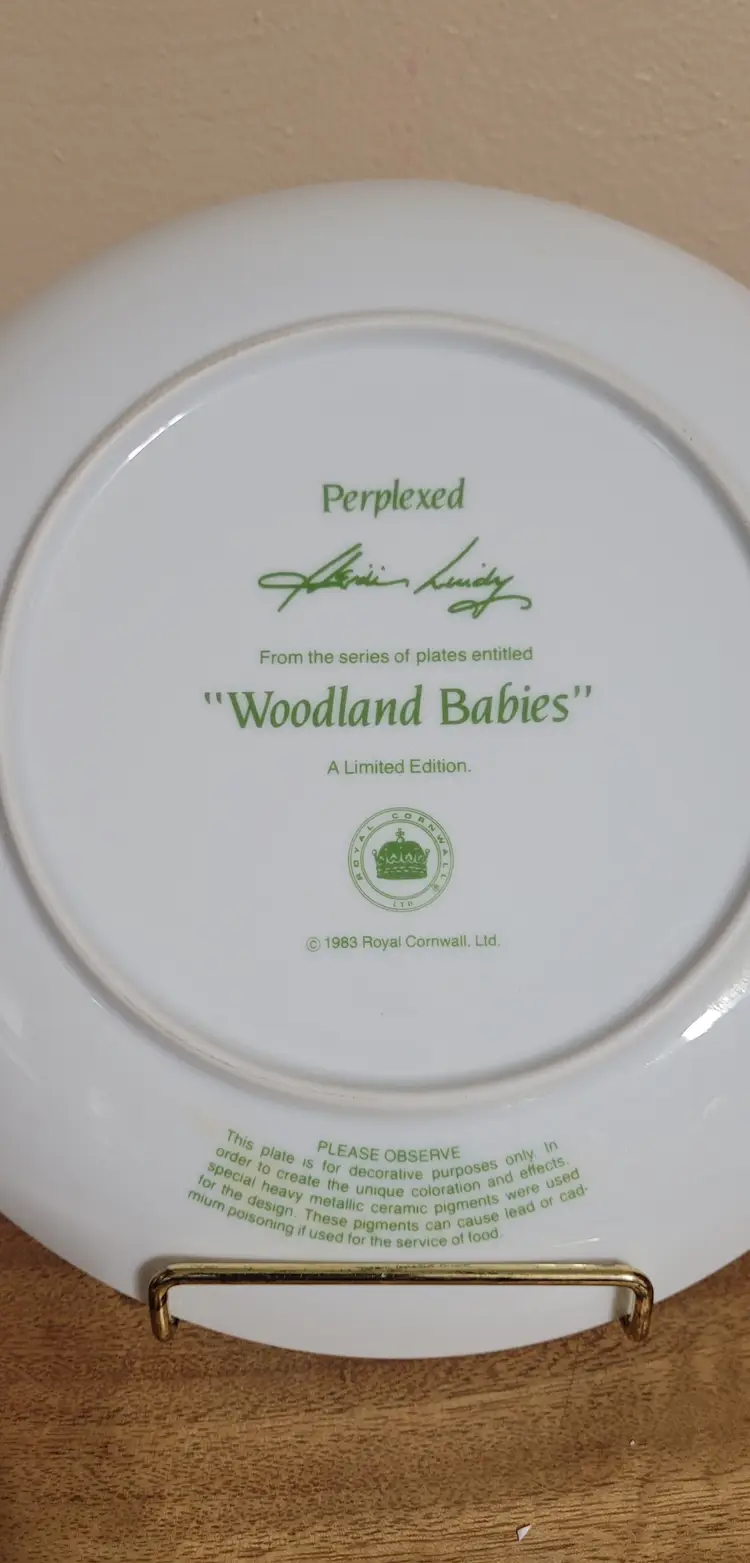 Perplexed
Heidi Lindy
From the series of plates entitled
"Woodland Babies"
A Limited Edition.
ROYAL CORNWALL® LTD
© 1983 Royal Cornwall, Ltd.
PLEASE OBSERVE
This plate is for decorative purposes only. In
order to create the unique coloration and effects.
special heavy metallic ceramic pigments were used
for the design. These pigments can cause lead or cad-
mium poisoning if used for the service of food.